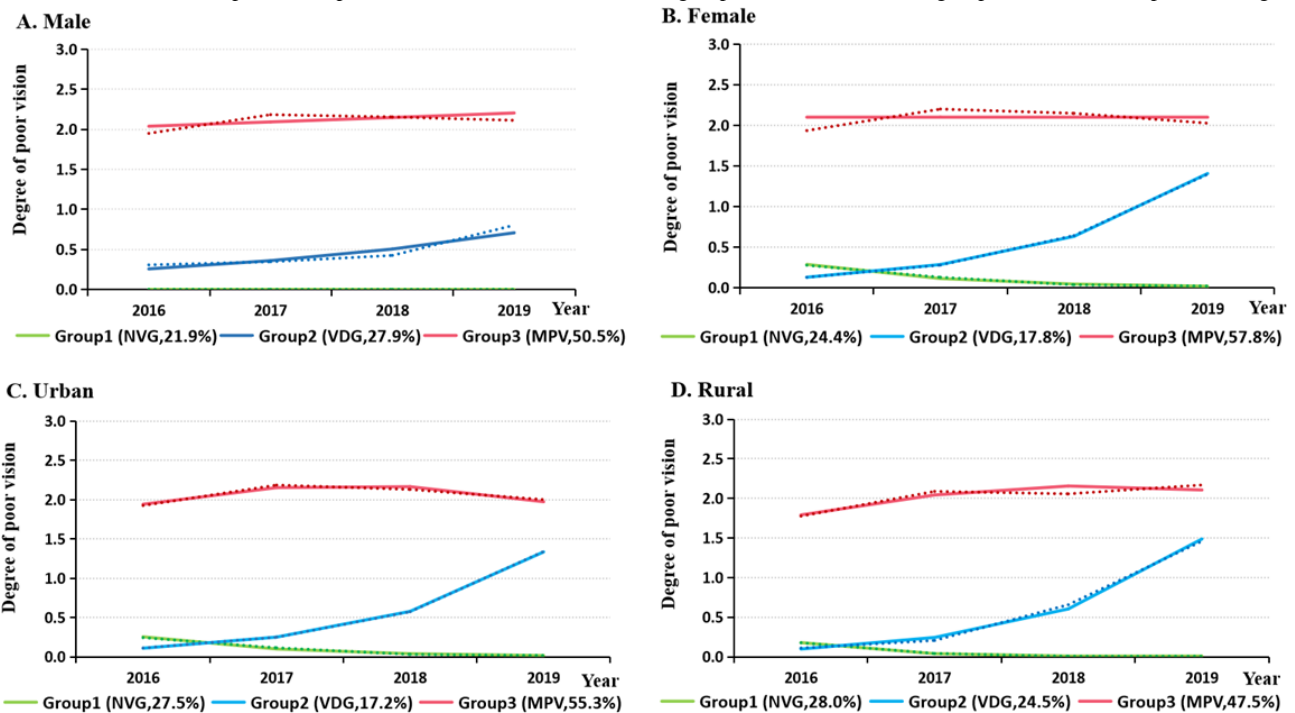 A. Male
Degree of poor vision
3.0
2.5
2.0
1.5
1.0
0.5
0.0
2016 2017 2018 2019 Year
Group1 (NVG,21.9%) Group2 (VDG,27.9%) Group3 (MPV,50.5%)
B. Female
Degree of poor vision
3.0
2.5
2.0
1.5
1.0
0.5
0.0
2016 2017 2018 2019 Year
Group1 (NVG,24.4%) Group2 (VDG,17.8%) Group3 (MPV,57.8%)
C. Urban
Degree of poor vision
3.0
2.5
2.0
1.5
1.0
0.5
0.0
2016 2017 2018 2019 Year
Group1 (NVG,27.5%) Group2 (VDG,17.2%) Group3 (MPV,55.3%)
D. Rural
Degree of poor vision
3.0
2.5
2.0
1.5
1.0
0.5
0.0
2016 2017 2018 2019 Year
Group1 (NVG,28.0%) Group2 (VDG,24.5%) Group3 (MPV,47.5%)